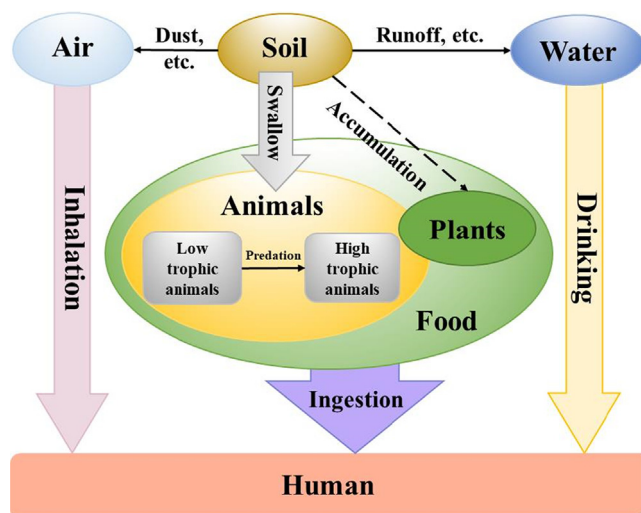 Air
Dust,
etc.
Soil
Runoff, etc.
Water
Swallow
Accumulation
Inhalation
Drinking
Animals
Plants
Low
trophic
animals
Predation
High
trophic
animals
Food
Ingestion
Human